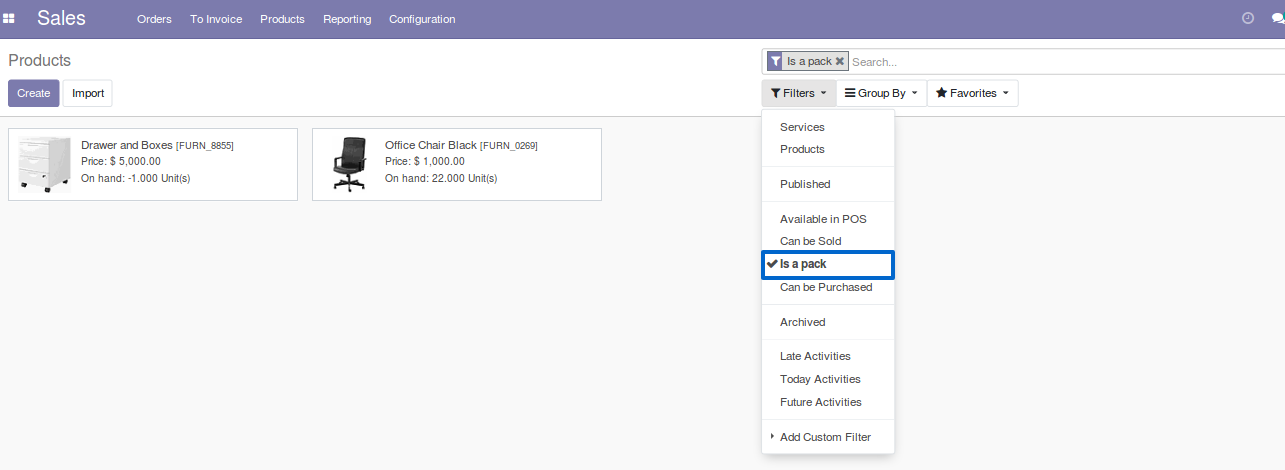 Sales
Orders
To Invoice
Products
Reporting
Configuration
Products
Is a pack
Search...
Create
Import
Filters
Group By
Favorites
Drawer and Boxes [FURN_8855]
Price: $ 5,000.00
On hand: -1.000 Unit(s)
Office Chair Black [FURN_0269]
Price: $ 1,000.00
On hand: 22.000 Unit(s)
Services
Products
Published
Available in POS
Can be Sold
Is a pack
Can be Purchased
Archived
Late Activities
Today Activities
Future Activities
Add Custom Filter